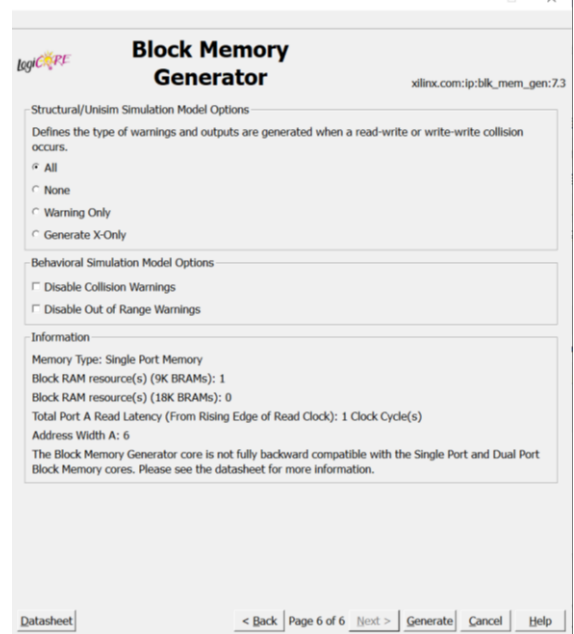 Block Memory
Generator
logiCORE
xilinx.com:ip:blk_mem_gen:7.3
Structural/Unisim Simulation Model Options
Defines the type of warnings and outputs are generated when a read-write or write-write collision
occurs.
All
None
Warning Only
Generate X-Only
Behavioral Simulation Model Options
Disable Collision Warnings
Disable Out of Range Warnings
Information
Memory Type: Single Port Memory
Block RAM resource(s) (9K BRAMs): 1
Block RAM resource(s) (18K BRAMs): 0
Total Port A Read Latency (From Rising Edge of Read Clock): 1 Clock Cycle(s)
Address Width A: 6
The Block Memory Generator core is not fully backward compatible with the Single Port and Dual Port
Block Memory cores. Please see the datasheet for more information.
Datasheet < Back Page 6 of 6 Next > Generate Cancel Help